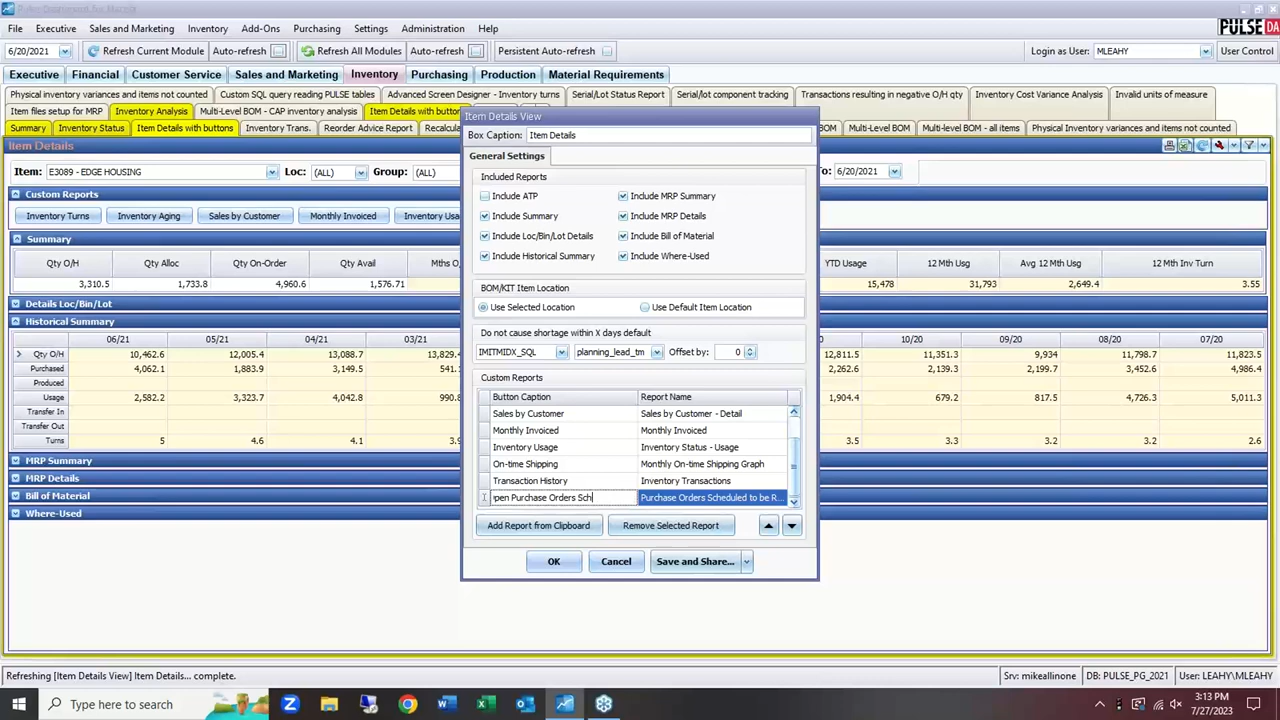 File Executive Sales and Marketing Inventory Add-Ons Purchasing Settings Administration Help
PULSE DA
6/20/2021 Refresh Current Module Auto-refresh Refresh All Modules Auto-refresh Persistent Auto-refresh Login as User: MLEAHY User Control
Executive Financial Customer Service Sales and Marketing Inventory Purchasing Production Material Requirements
Physical inventory variances and items not counted Custom SQL query reading PULSE tables Advanced Screen Designer - Inventory turns Serial/Lot Status Report Serial/lot component tracking Transactions resulting in negative O/H qty Inventory Cost Variance Analysis Invalid units of measure
Item files setup for MRP Inventory Analysis Multi-Level BOM - CAP inventory analysis Item Details with butto
Summary Inventory Status Item Details with buttons Inventory Trans. Reorder Advice Report Recalcu BOM Multi-Level BOM Multi-level BOM - all items Physical Inventory variances and items not counted
Item Details
Item: E3089 - EDGE HOUSING Loc: (ALL) Group: (ALL) To: 6/20/2021
Custom Reports
Inventory Turns Inventory Aging Sales by Customer Monthly Invoiced Inventory Usa
Summary
Qty O/H Qty Alloc Qty On-Order Qty Avail Mths O YTD Usage 12 Mth Usg Avg 12 Mth Usg 12 Mth Inv Turn
3,310.5 1,733.8 4,960.6 1,576.71 15,478 31,793 2,649.4 3.55
Details Loc/Bin/Lot
Historical Summary
06/21 05/21 04/21 03/21 10/20 09/20 08/20 07/20
Qty O/H 10,462.6 12,005.4 13,088.7 13,829. 12,811.5 11,351.3 9,934 11,798.7 11,823.5
Purchased 4,062.1 1,883.9 3,149.5 541. 2,262.6 2,139.3 2,199.7 3,452.6 4,986.4
Produced
Usage 2,582.2 3,323.7 4,042.8 990. 1,904.4 679.4 817.5 4,726.3 5,011.3
Transfer In
Transfer Out
Turns 5 4.6 4.1 3. 3.5 3.3 3.2 3.2 2.6
MRP Summary
MRP Details
Bill of Material
Where-Used
Item Details View
Box Caption: Item Details
General Settings
Included Reports
Include ATP Include MRP Summary
Include Summary Include MRP Details
Include Loc/Bin/Lot Details Include Bill of Material
Include Historical Summary Include Where-Used
BOM/KIT Item Location
Use Selected Location Use Default Item Location
Do not cause shortage within X days default
IMITMIDX_SQL planning_lead_tm Offset by: 0
Custom Reports
Button Caption Report Name
Sales by Customer Sales by Customer - Detail
Monthly Invoiced Monthly Invoiced
Inventory Usage Inventory Status - Usage
On-time Shipping Monthly On-time Shipping Graph
Transaction History Inventory Transactions
pen Purchase Orders Sch Purchase Orders Scheduled to be R...
Add Report from Clipboard Remove Selected Report
OK Cancel Save and Share...
Refreshing [Item Details View] Item Details... complete. Srv: mikeallinone DB: PULSE_PG_2021 User: LEAHY\MLEAHY
Type here to search
3:13 PM
7/27/2023